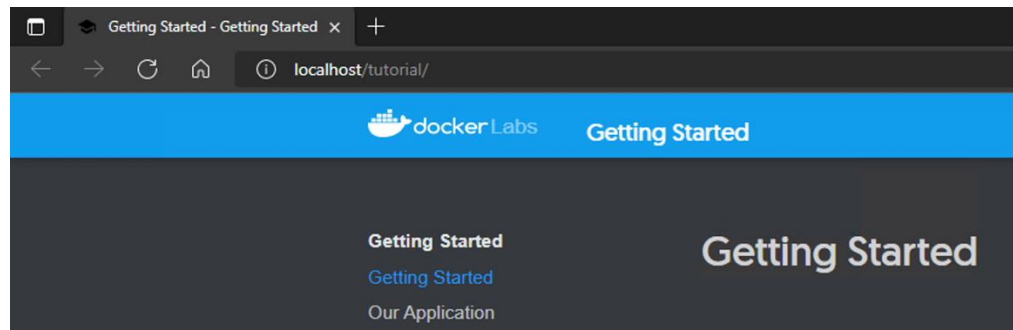 Getting Started - Getting Started
localhost/tutorial/
docker Labs Getting Started
Getting Started
Getting Started
Getting Started
Our Application